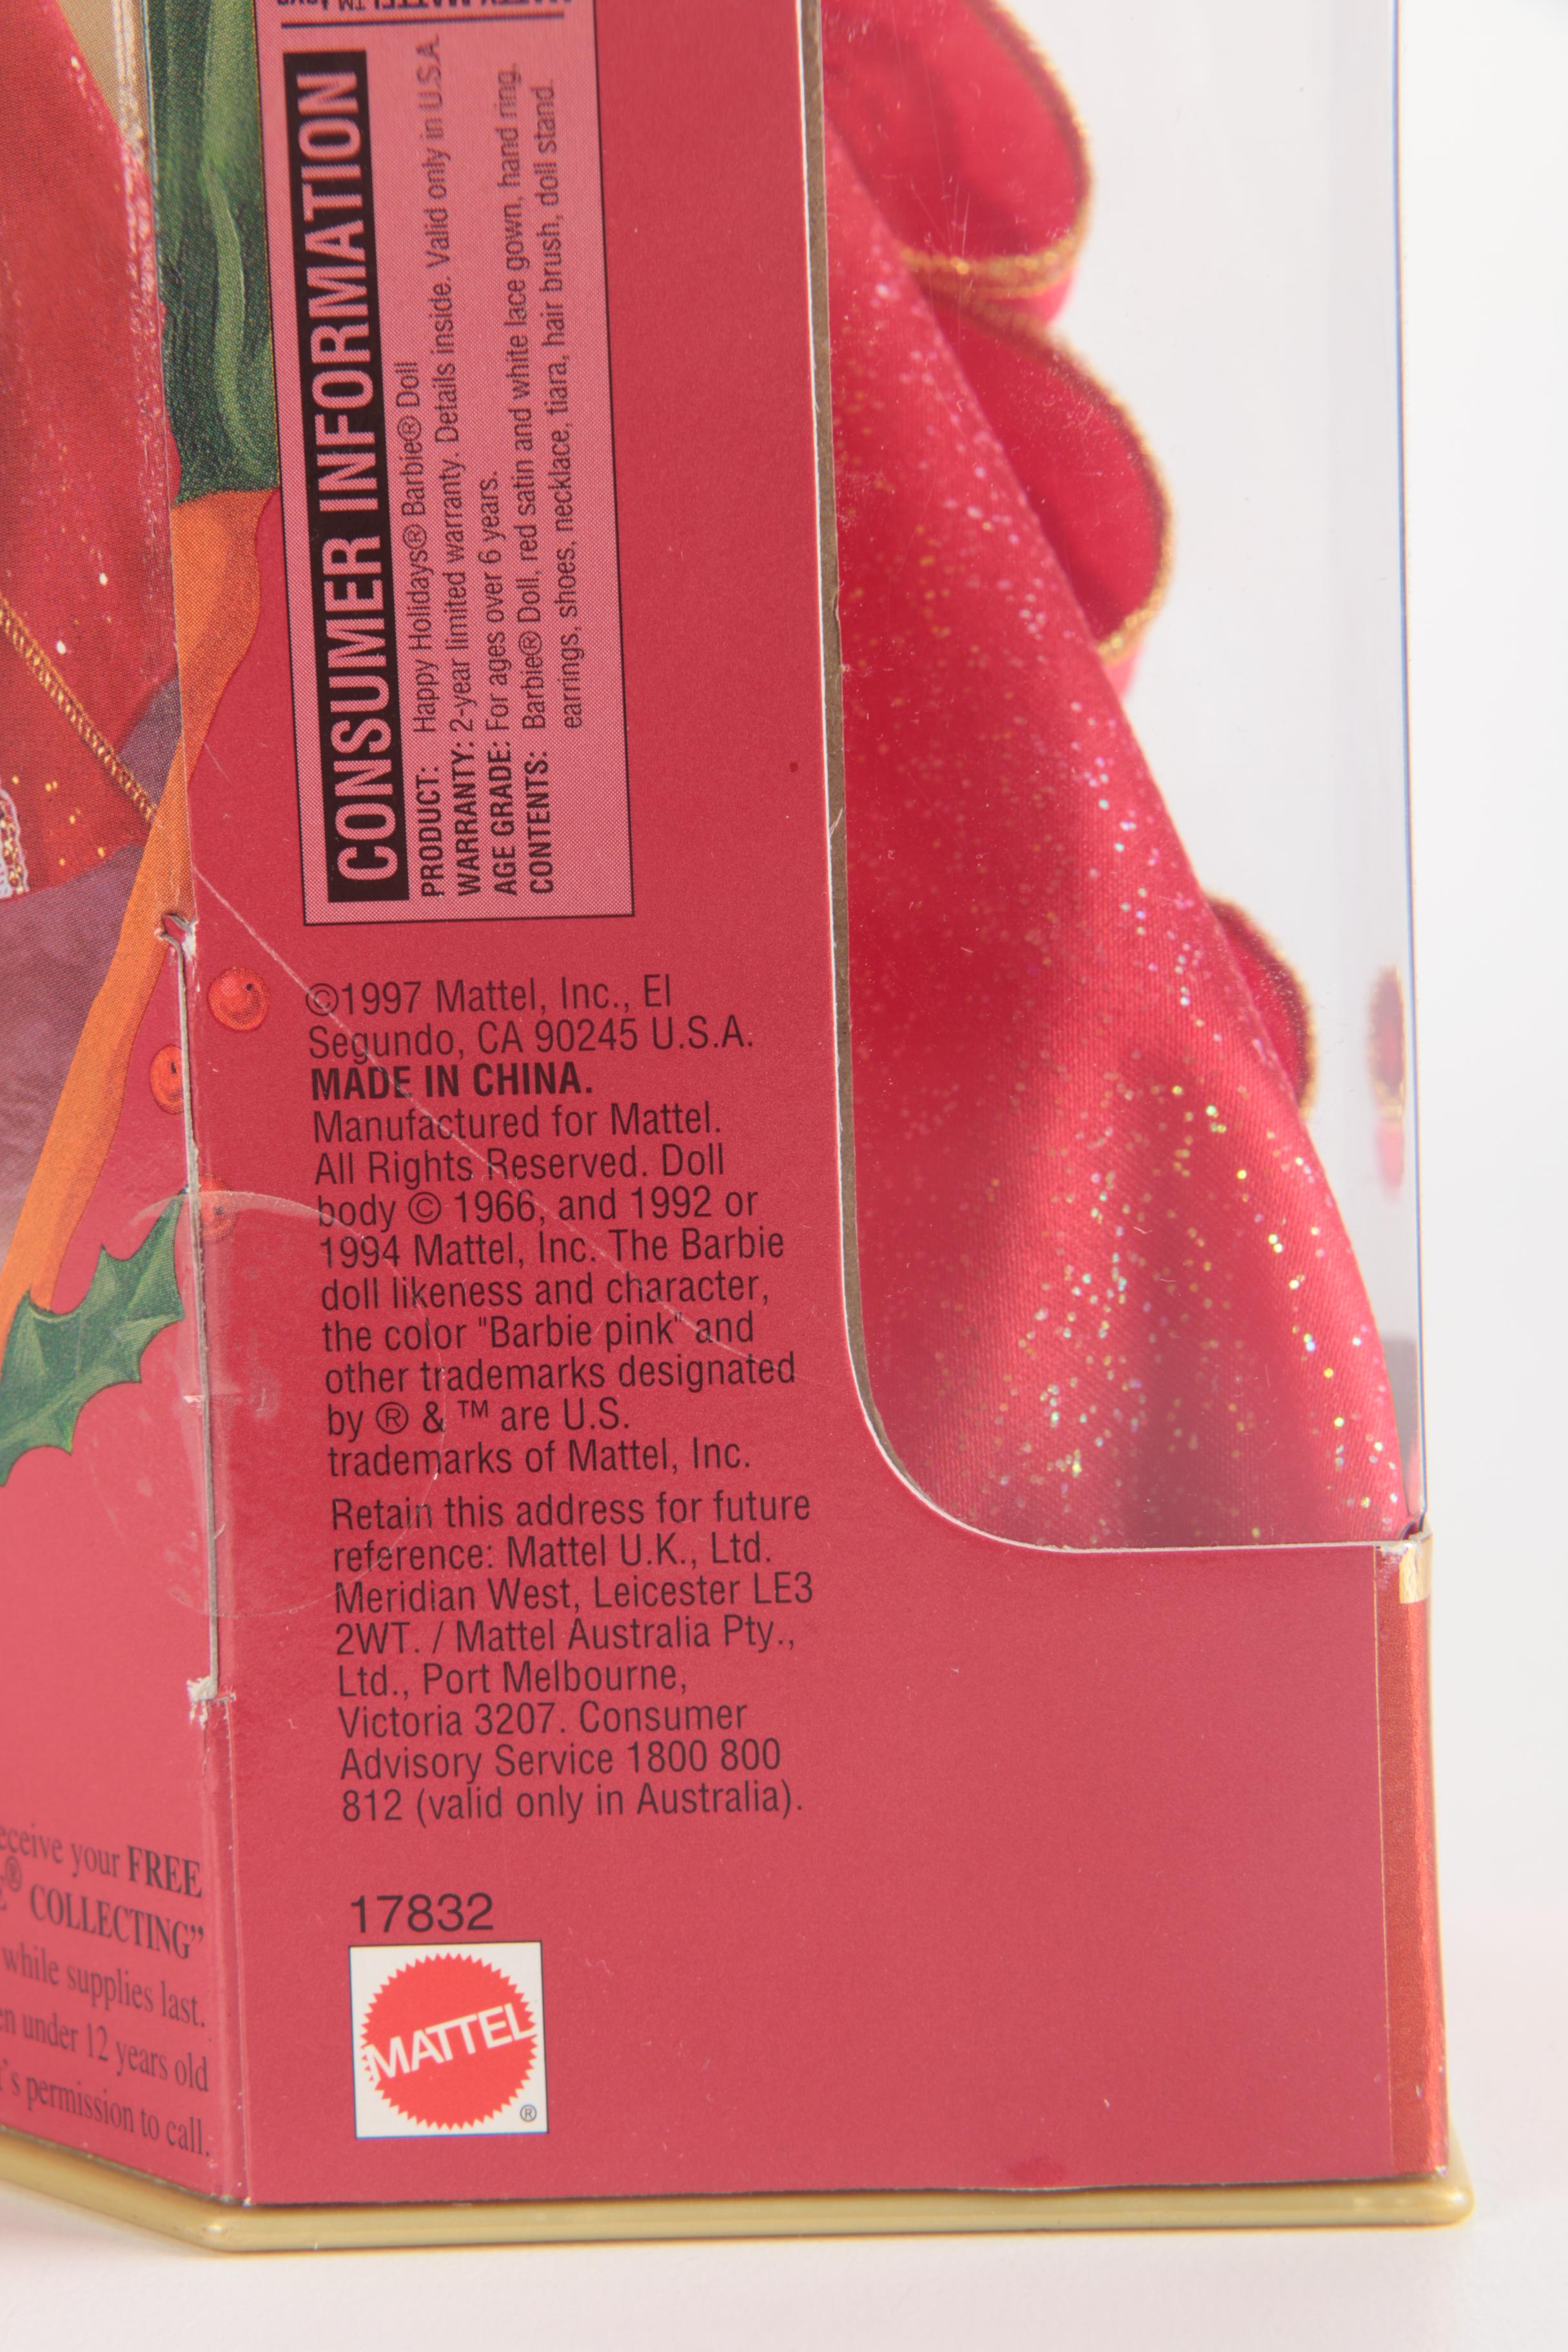 CONSUMER INFORMATION
PRODUCT: Happy Holidays® Barbie® Doll
WARRANTY: 2-year limited warranty. Details inside. Valid only in U.S.A.
AGE GRADE: For ages over 6 years.
CONTENTS: Barbie® Doll, red satin and white lace gown, hand ring,
earrings, shoes, necklace, tiara, hair brush, doll stand.
©1997 Mattel, Inc., El
Segundo, CA 90245 U.S.A.
MADE IN CHINA.
Manufactured for Mattel.
All Rights Reserved. Doll
body © 1966, and 1992 or
1994 Mattel, Inc. The Barbie
doll likeness and character,
the color "Barbie pink" and
other trademarks designated
by ® & ™ are U.S.
trademarks of Mattel, Inc.
Retain this address for future
reference: Mattel U.K., Ltd.
Meridian West, Leicester LE3
2WT. / Mattel Australia Pty.,
Ltd., Port Melbourne,
Victoria 3207. Consumer
Advisory Service 1800 800
812 (valid only in Australia).
17832
MATTEL
®
your FREE
® COLLECTING”
while supplies last.
under 12 years old
permission to call.